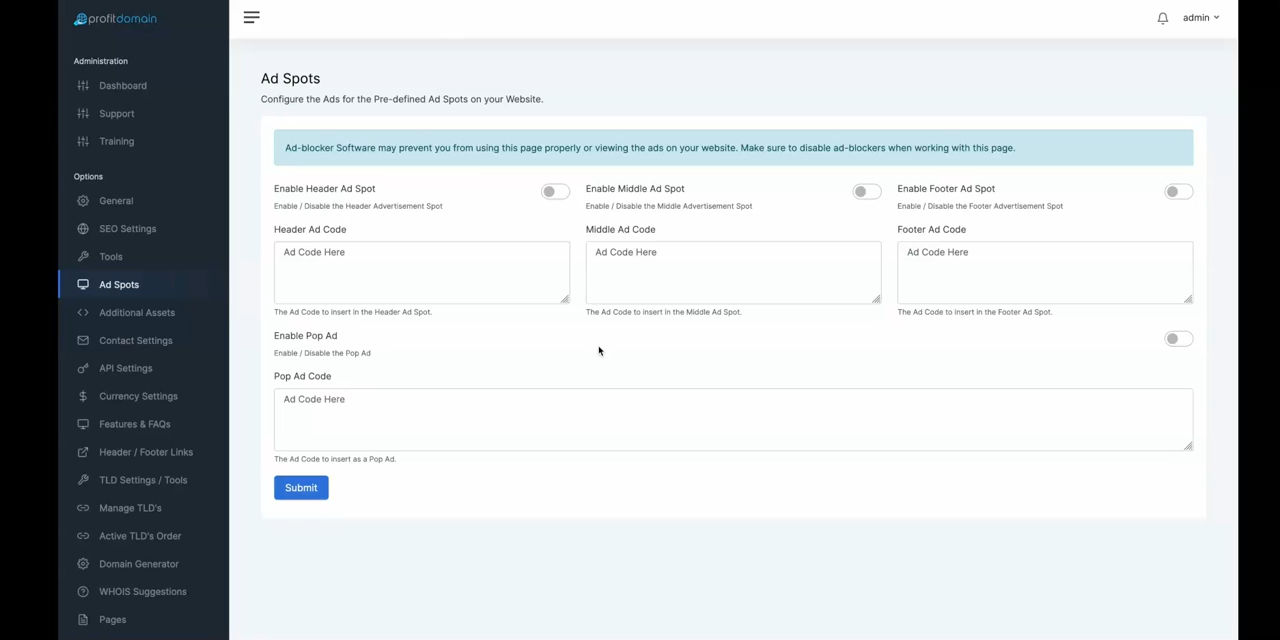 profitdomain
admin
Administration
Dashboard
Support
Training
Options
General
SEO Settings
Tools
Ad Spots
Additional Assets
Contact Settings
API Settings
Currency Settings
Features & FAQs
Header / Footer Links
TLD Settings / Tools
Manage TLD's
Active TLD's Order
Domain Generator
WHOIS Suggestions
Pages
Ad Spots
Configure the Ads for the Pre-defined Ad Spots on your Website.
Ad-blocker Software may prevent you from using this page properly or viewing the ads on your website. Make sure to disable ad-blockers when working with this page.
Enable Header Ad Spot
Enable / Disable the Header Advertisement Spot
Header Ad Code
Ad Code Here
The Ad Code to insert in the Header Ad Spot.
Enable Middle Ad Spot
Enable / Disable the Middle Advertisement Spot
Middle Ad Code
Ad Code Here
The Ad Code to insert in the Middle Ad Spot.
Enable Footer Ad Spot
Enable / Disable the Footer Advertisement Spot
Footer Ad Code
Ad Code Here
The Ad Code to insert in the Footer Ad Spot.
Enable Pop Ad
Enable / Disable the Pop Ad
Pop Ad Code
Ad Code Here
The Ad Code to insert as a Pop Ad.
Submit